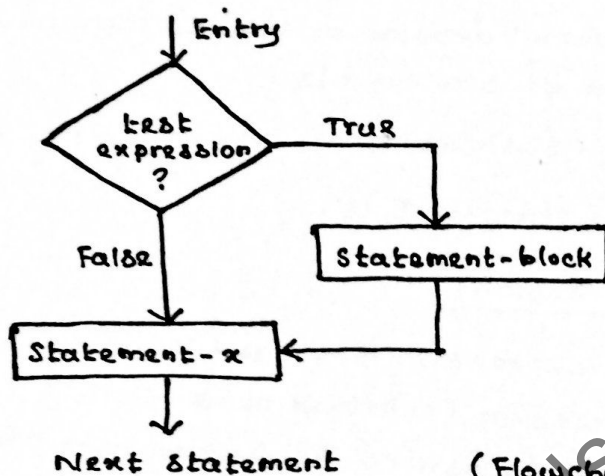 Entry
test
expression
?
True
False
Statement-block
Statement-x
Next statement
(Flowch